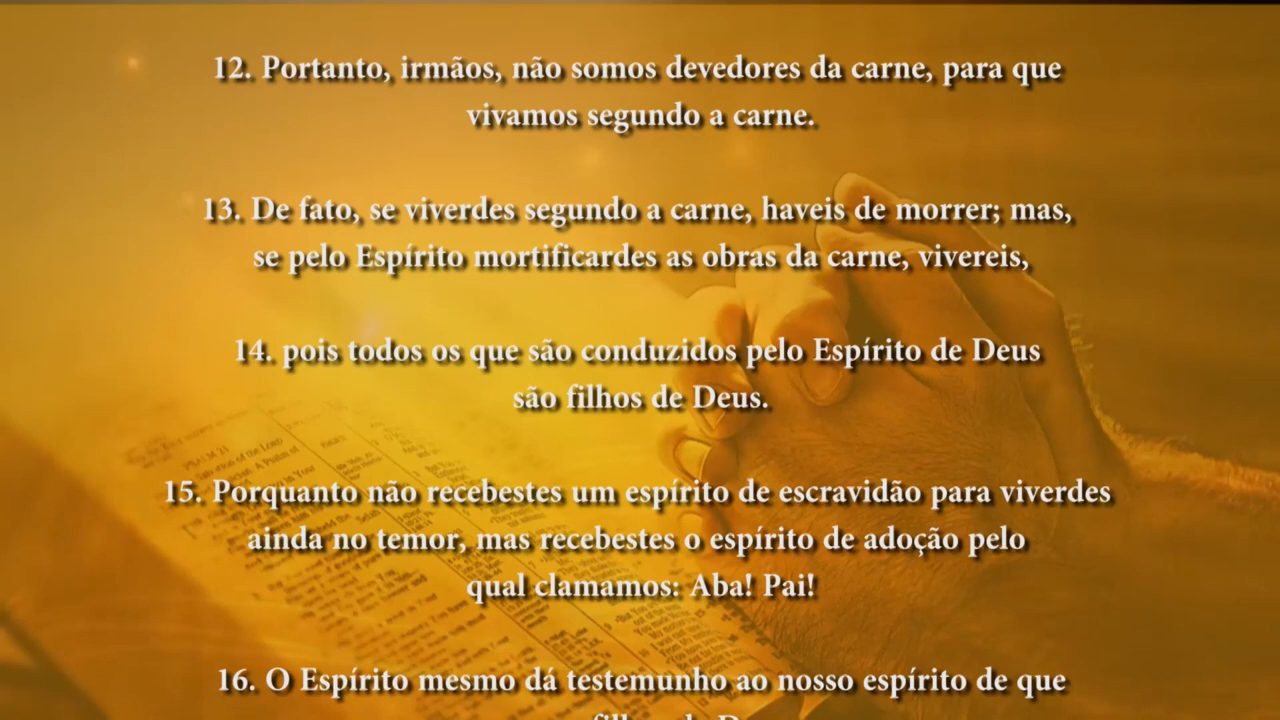 12. Portanto, irmãos, não somos devedores da carne, para que
vivamos segundo a carne.
13. De fato, se viverdes segundo a carne, haveis de morrer; mas,
se pelo Espírito mortificardes as obras da carne, vivereis,
14. pois todos os que são conduzidos pelo Espírito de Deus
são filhos de Deus.
15. Porquanto não recebestes um espírito de escravidão para viverdes
ainda no temor, mas recebestes o espírito de adoção pelo
qual clamamos: Aba! Pai!
16. O Espírito mesmo dá testemunho ao nosso espírito de que